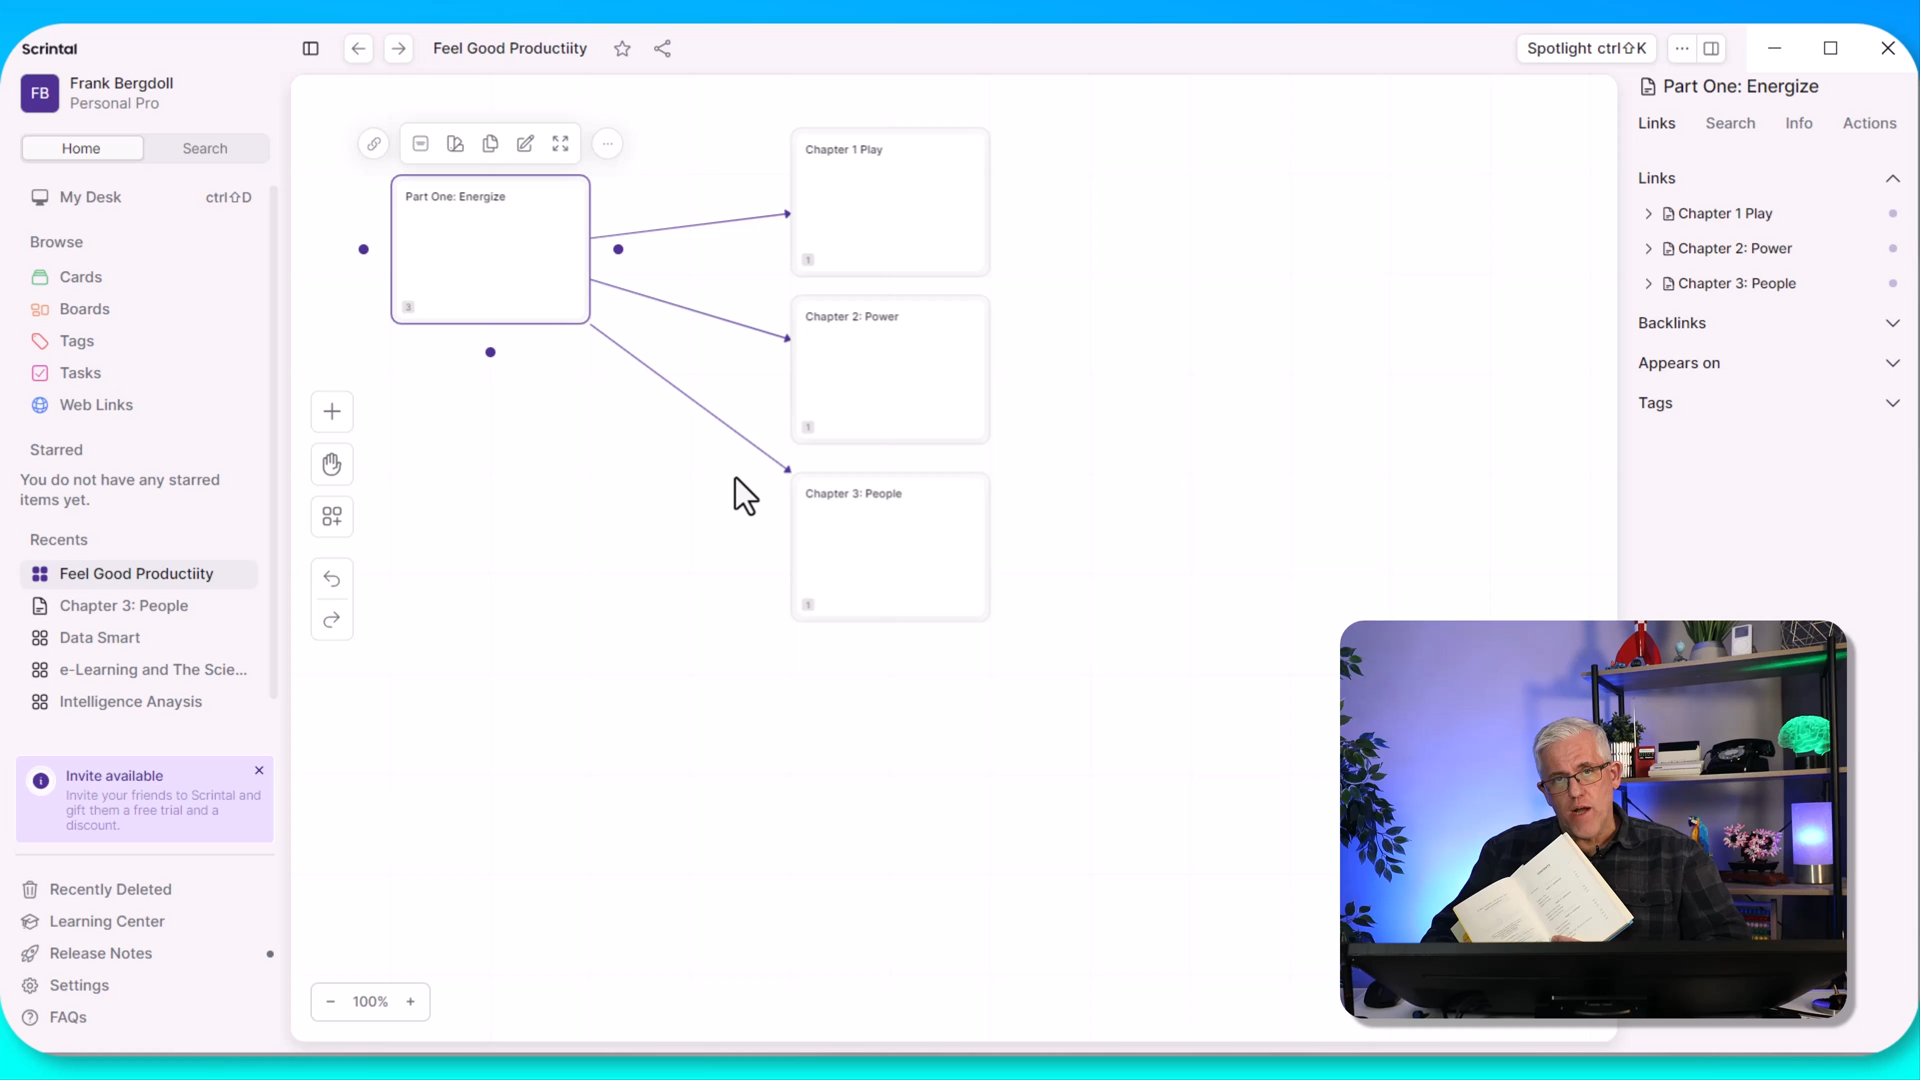 Scrintal
Feel Good Productiity
Spotlight ctrl⇧K
FB
Frank Bergdoll
Personal Pro
Home
Search
My Desk
ctrl⇧D
Browse
Cards
Boards
Tags
Tasks
Web Links
Starred
You do not have any starred
items yet.
Recents
Feel Good Productiity
Chapter 3: People
Data Smart
e-Learning and The Scie...
Intelligence Anaysis
Invite available
Invite your friends to Scrintal and
gift them a free trial and a
discount.
Recently Deleted
Learning Center
Release Notes
Settings
FAQs
Part One: Energize
3
Chapter 1 Play
1
Chapter 2: Power
1
Chapter 3: People
1
100%
Part One: Energize
Links
Search
Info
Actions
Links
Chapter 1 Play
Chapter 2: Power
Chapter 3: People
Backlinks
Appears on
Tags